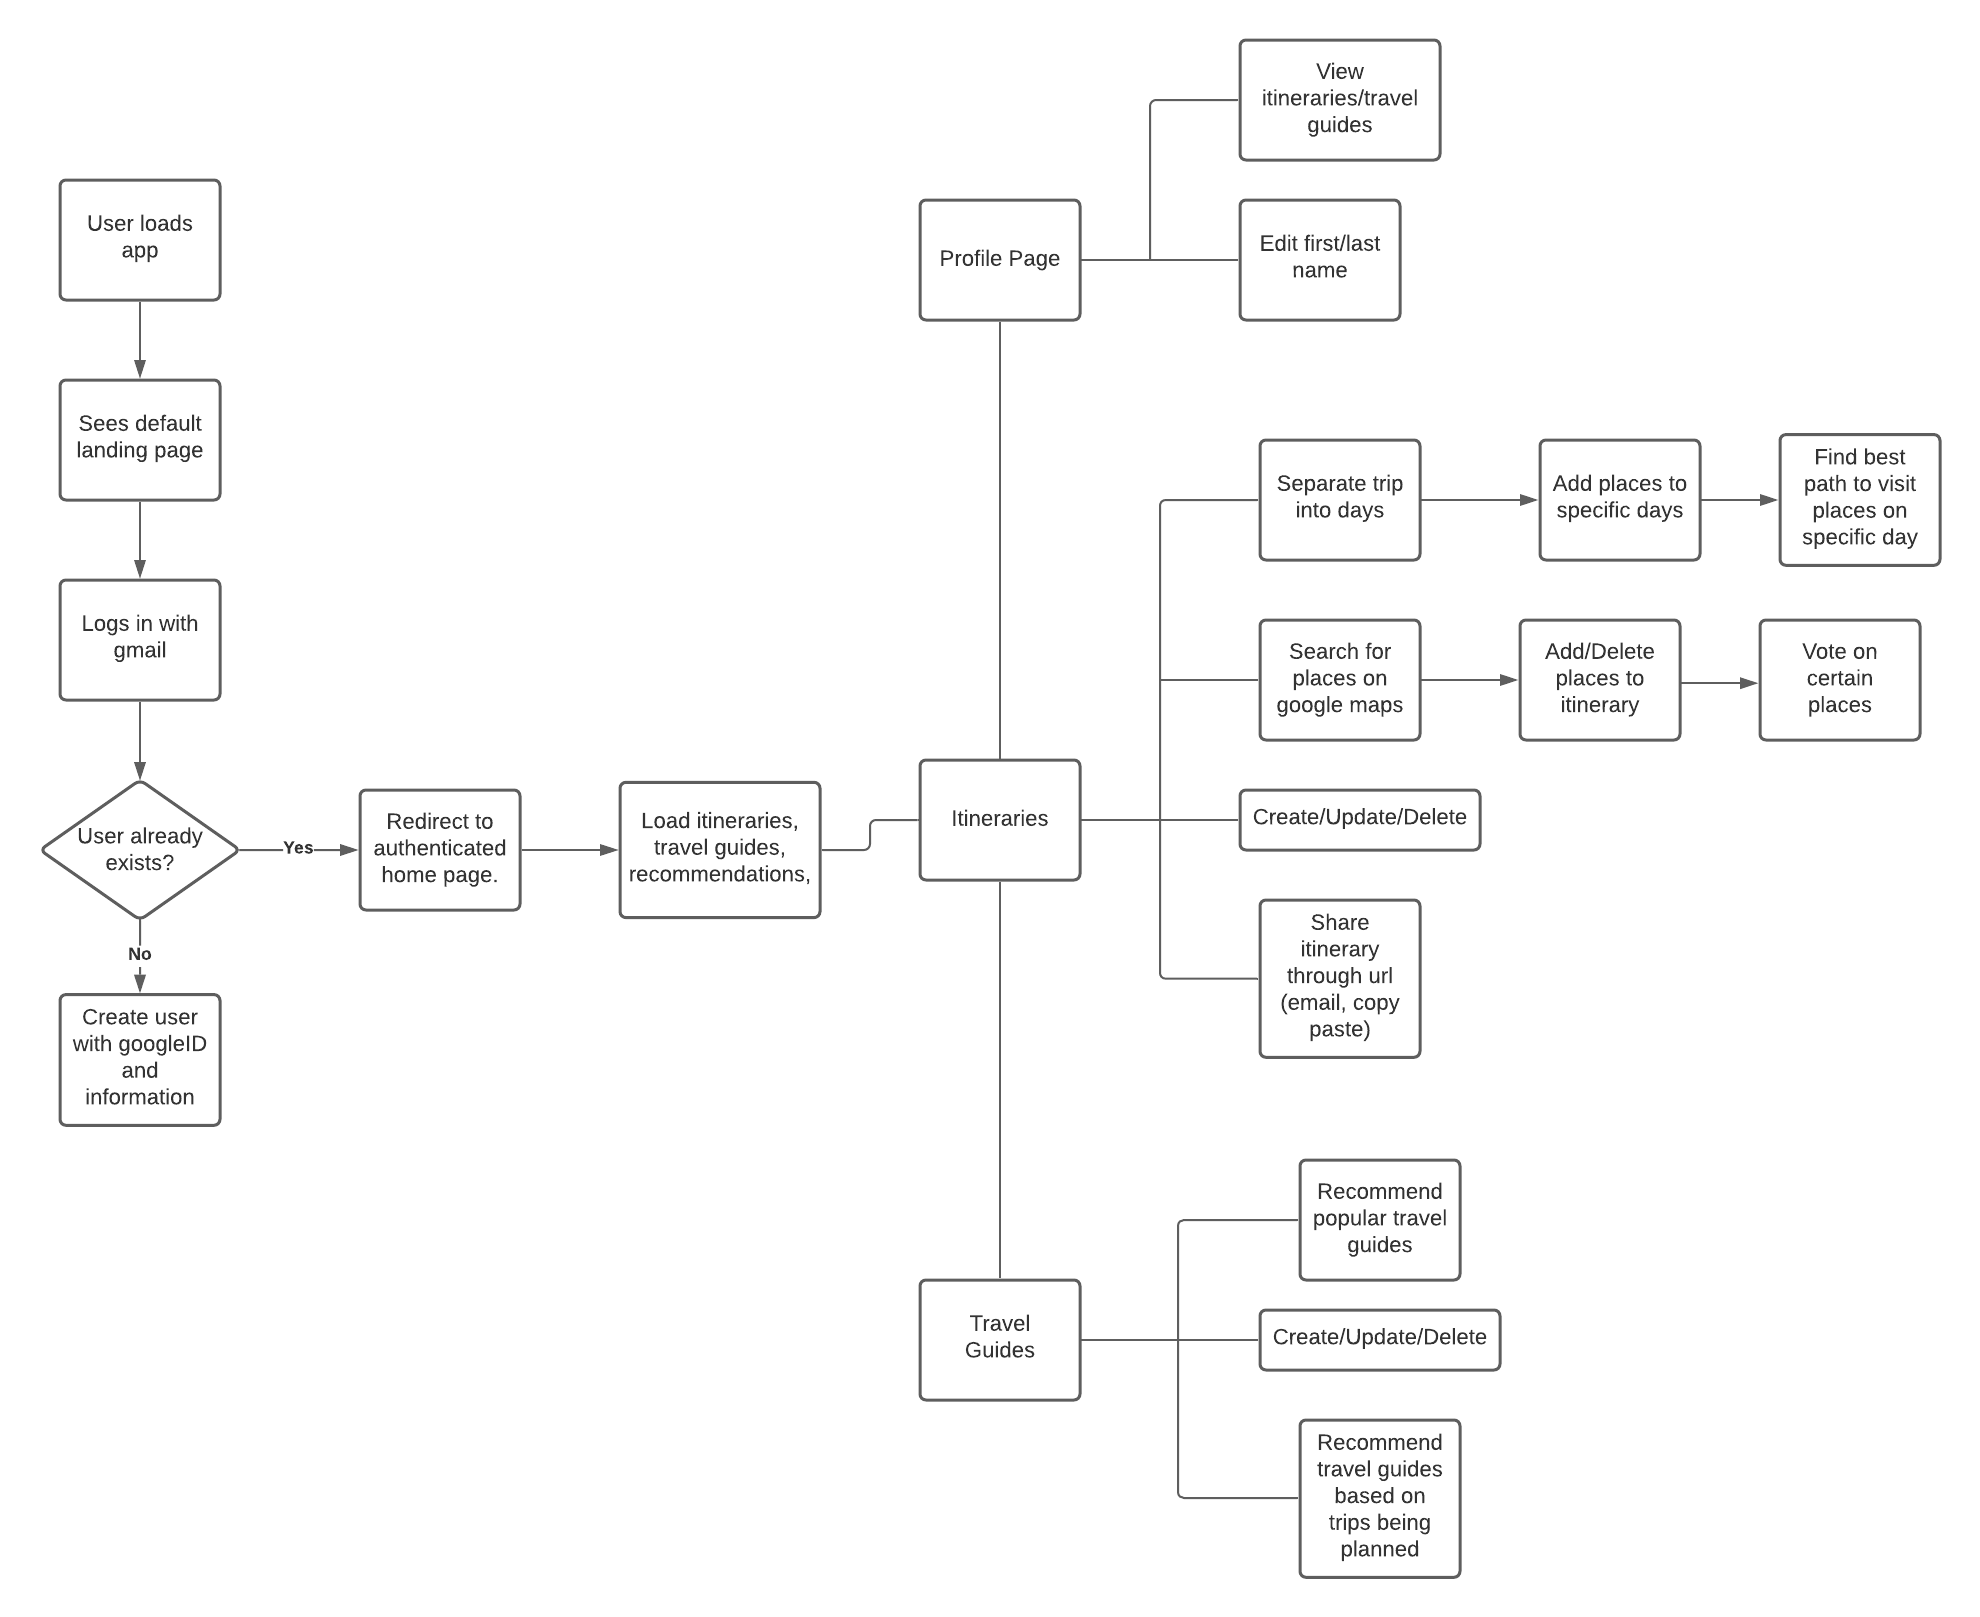 User loads
app
Sees default
landing page
Logs in with
gmail
User already
exists?
Yes
No
Create user
with googleID
and
information
Redirect to
authenticated
home page.
Load itineraries,
travel guides,
recommendations,
Profile Page
View
itineraries/travel
guides
Edit first/last
name
Itineraries
Separate trip
into days
Add places to
specific days
Find best
path to visit
places on
specific day
Search for
places on
google maps
Add/Delete
places to
itinerary
Vote on
certain
places
Create/Update/Delete
Share
itinerary
through url
(email, copy
paste)
Travel
Guides
Recommend
popular travel
guides
Create/Update/Delete
Recommend
travel guides
based on
trips being
planned